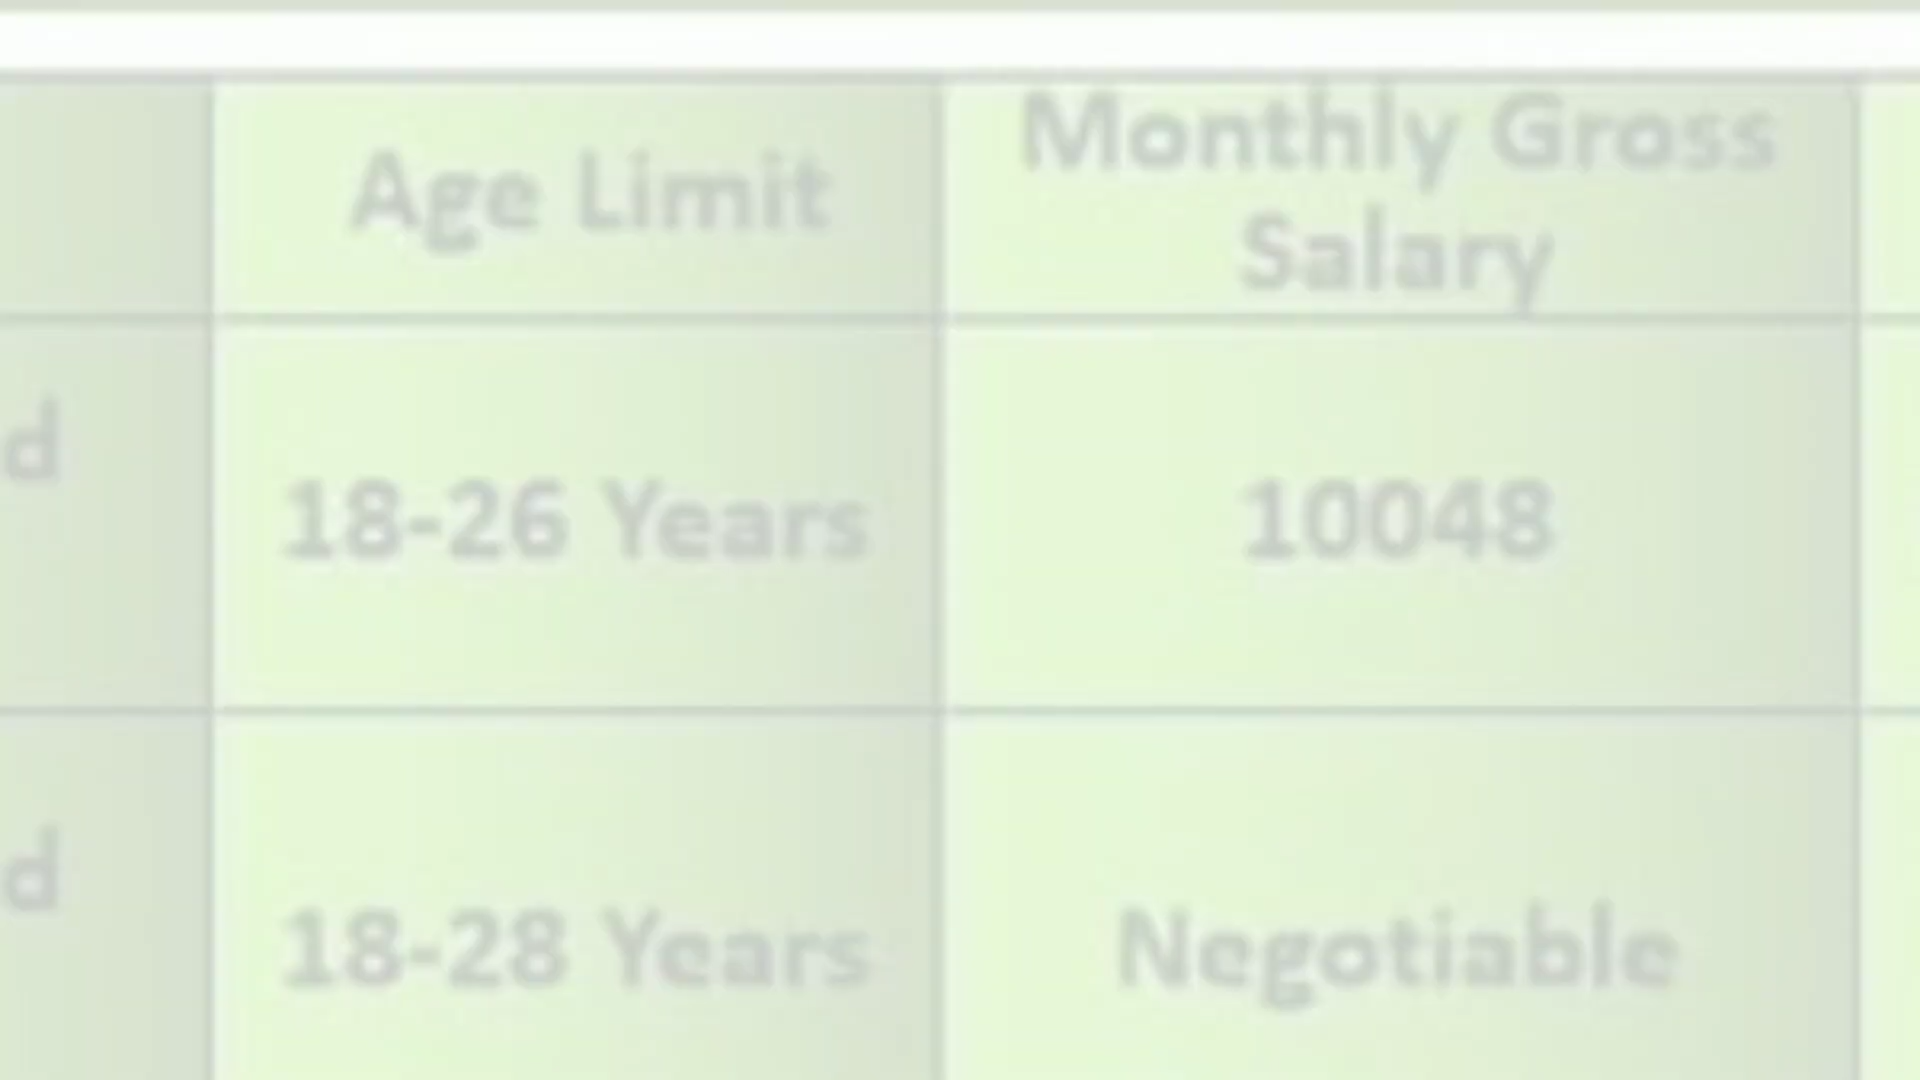 Age Limit
Monthly Gross
Salary
d
18-26 Years
10048
d
18-28 Years
Negotiable